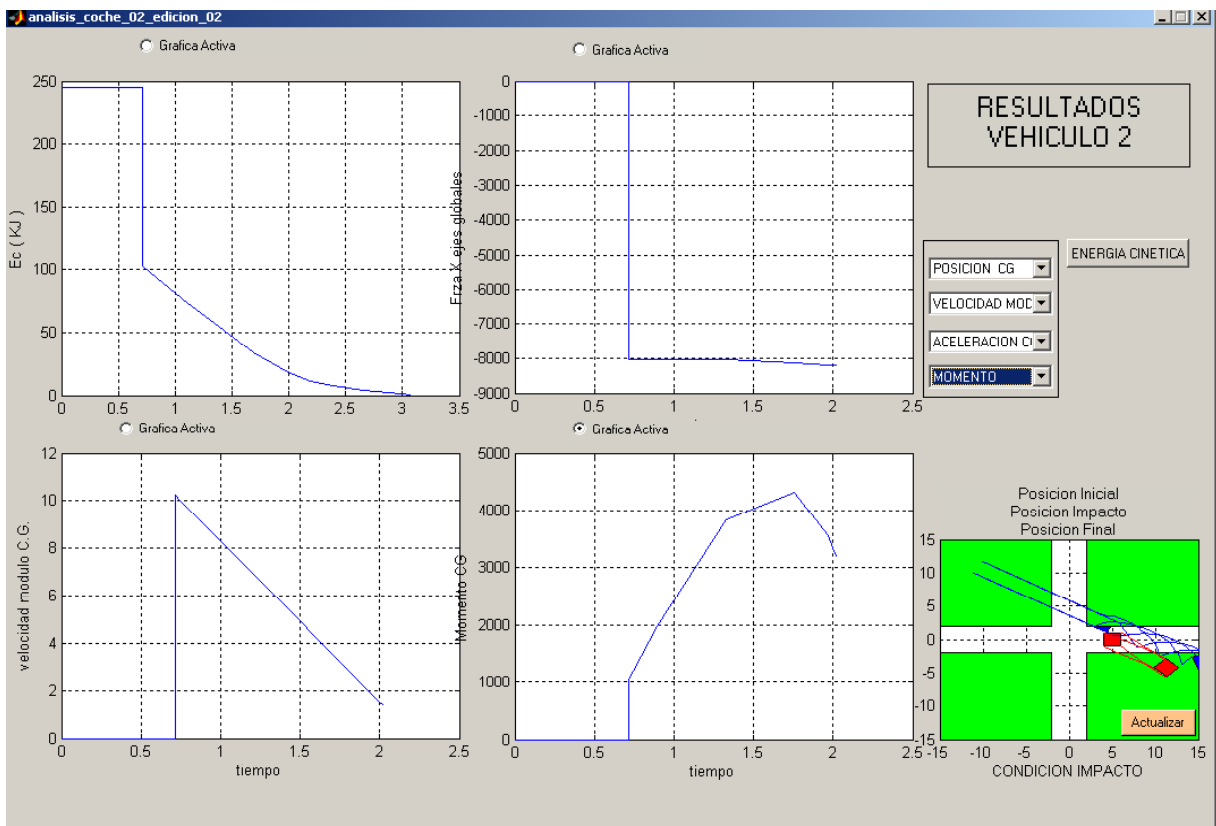 analisis_coche_02_edicion_02
Grafica Activa
250
200
150
100
50
0
Ec ( KJ )
0 0.5 1 1.5 2 2.5 3 3.5
Grafica Activa
0
-1000
-2000
-3000
-4000
-5000
-6000
-7000
-8000
-9000
Frza X ejes globales
0 0.5 1 1.5 2 2.5
RESULTADOS
VEHICULO 2
POSICION CG
VELOCIDAD MOD
ACELERACION C
MOMENTO
ENERGIA CINETICA
Grafica Activa
12
10
8
6
4
2
0
velocidad modulo C.G.
0 0.5 1 1.5 2 2.5
tiempo
Grafica Activa
5000
4000
3000
2000
1000
0
Momento CG
0 0.5 1 1.5 2 2.5
tiempo
Posicion Inicial
Posicion Impacto
Posicion Final
15
10
5
0
-5
-10
-15
Actualizar
-15 -10 -5 0 5 10 15
CONDICION IMPACTO